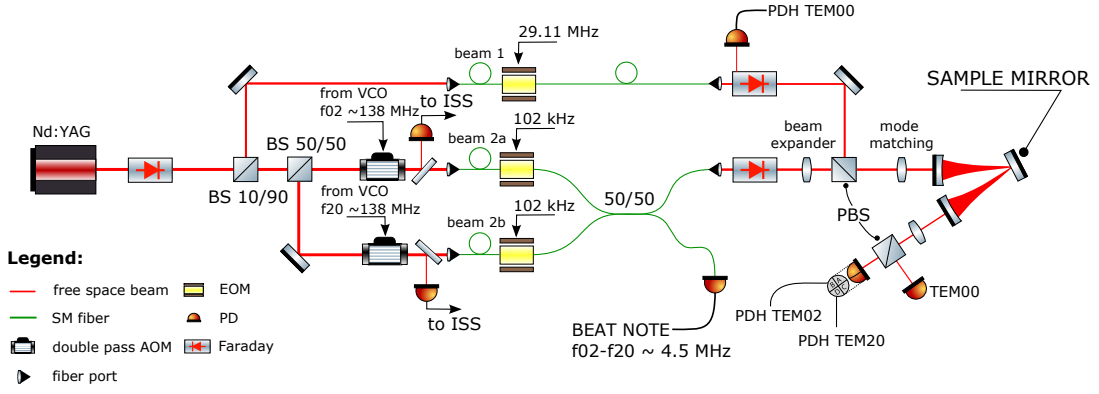 PDH TEM00
29.11 MHz
beam 1
SAMPLE MIRROR
from VCO
f02 ~138 MHz
to ISS
Nd:YAG
102 kHz
beam
expander
mode
matching
BS 50/50
beam 2a
BS 10/90
from VCO
f20 ~138 MHz
102 kHz
50/50
PBS
beam 2b
Legend:
free space beam
EOM
SM fiber
PD
double pass AOM
Faraday
fiber port
to ISS
BEAT NOTE
f02-f20 ~ 4.5 MHz
B A
D C
TEM00
PDH TEM02
PDH TEM20